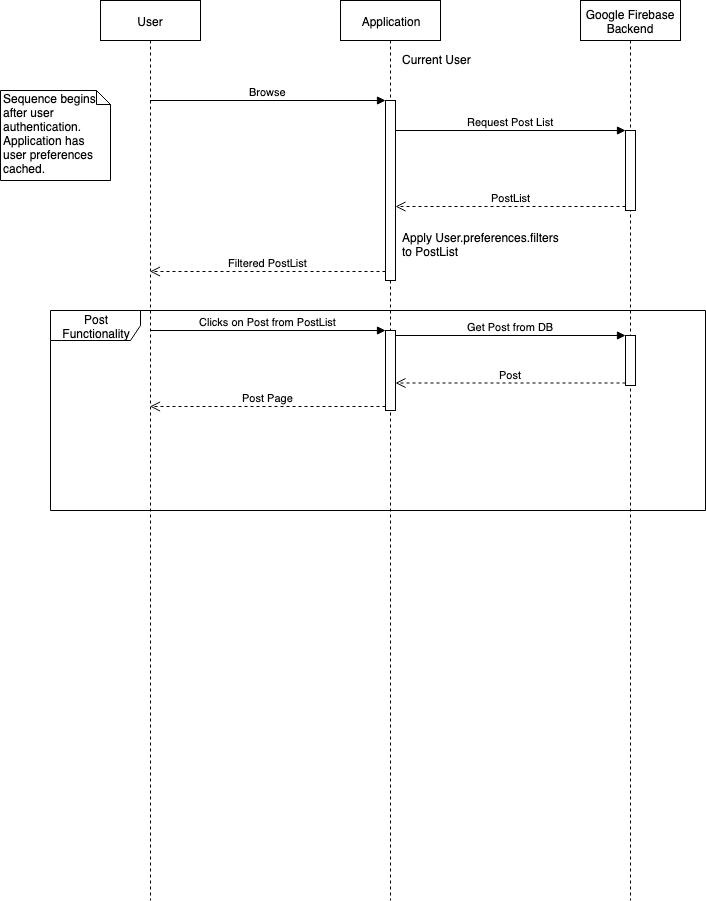 User
Application
Google Firebase
Backend
Current User
Sequence begins
after user
authentication.
Application has
user preferences
cached.
Browse
Request Post List
PostList
Apply User.preferences.filters
to PostList
Filtered PostList
Post
Functionality
Clicks on Post from PostList
Get Post from DB
Post
Post Page